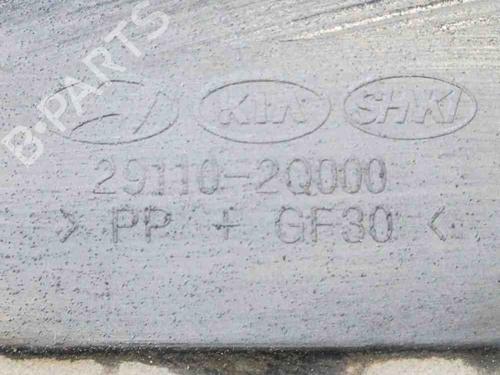 B-PARTS
KIA SHKI
29110-2Q000
> PP + GF30 <